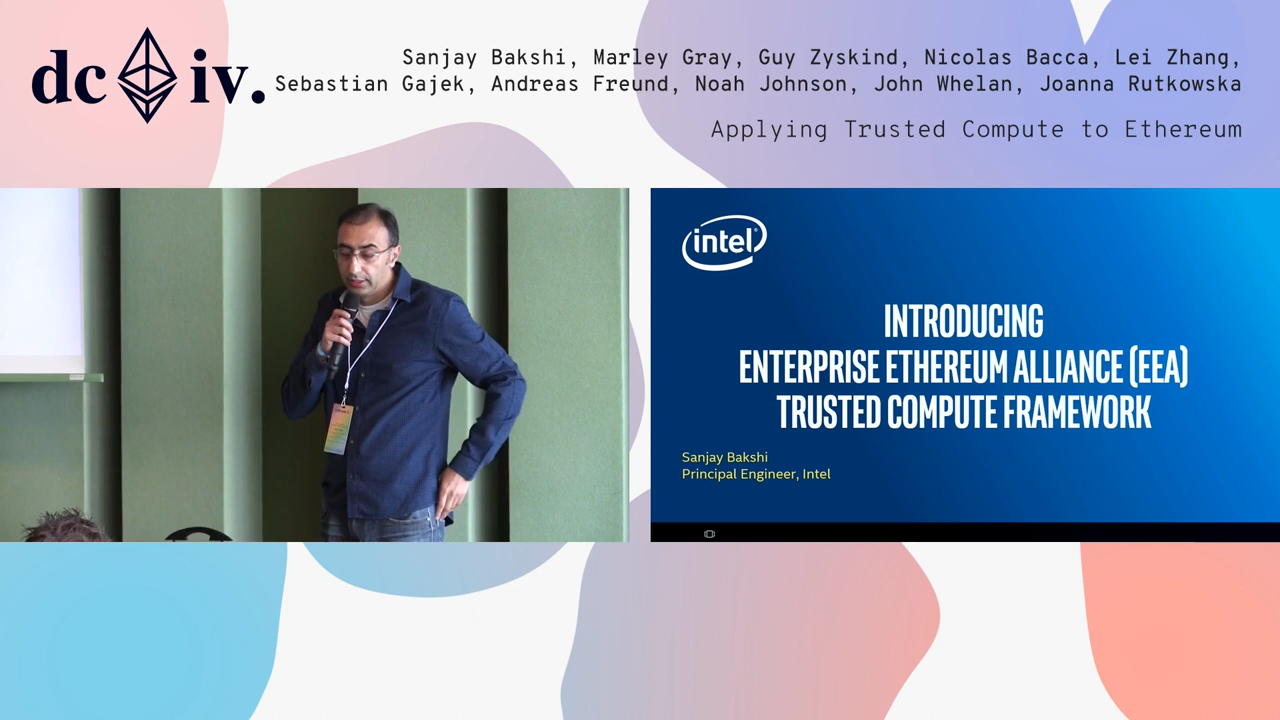 dc iv.
Sanjay Bakshi, Marley Gray, Guy Zyskind, Nicolas Bacca, Lei Zhang,
Sebastian Gajek, Andreas Freund, Noah Johnson, John Whelan, Joanna Rutkowska
Applying Trusted Compute to Ethereum
intel
INTRODUCING
ENTERPRISE ETHEREUM ALLIANCE (EEA)
TRUSTED COMPUTE FRAMEWORK
Sanjay Bakshi
Principal Engineer, Intel